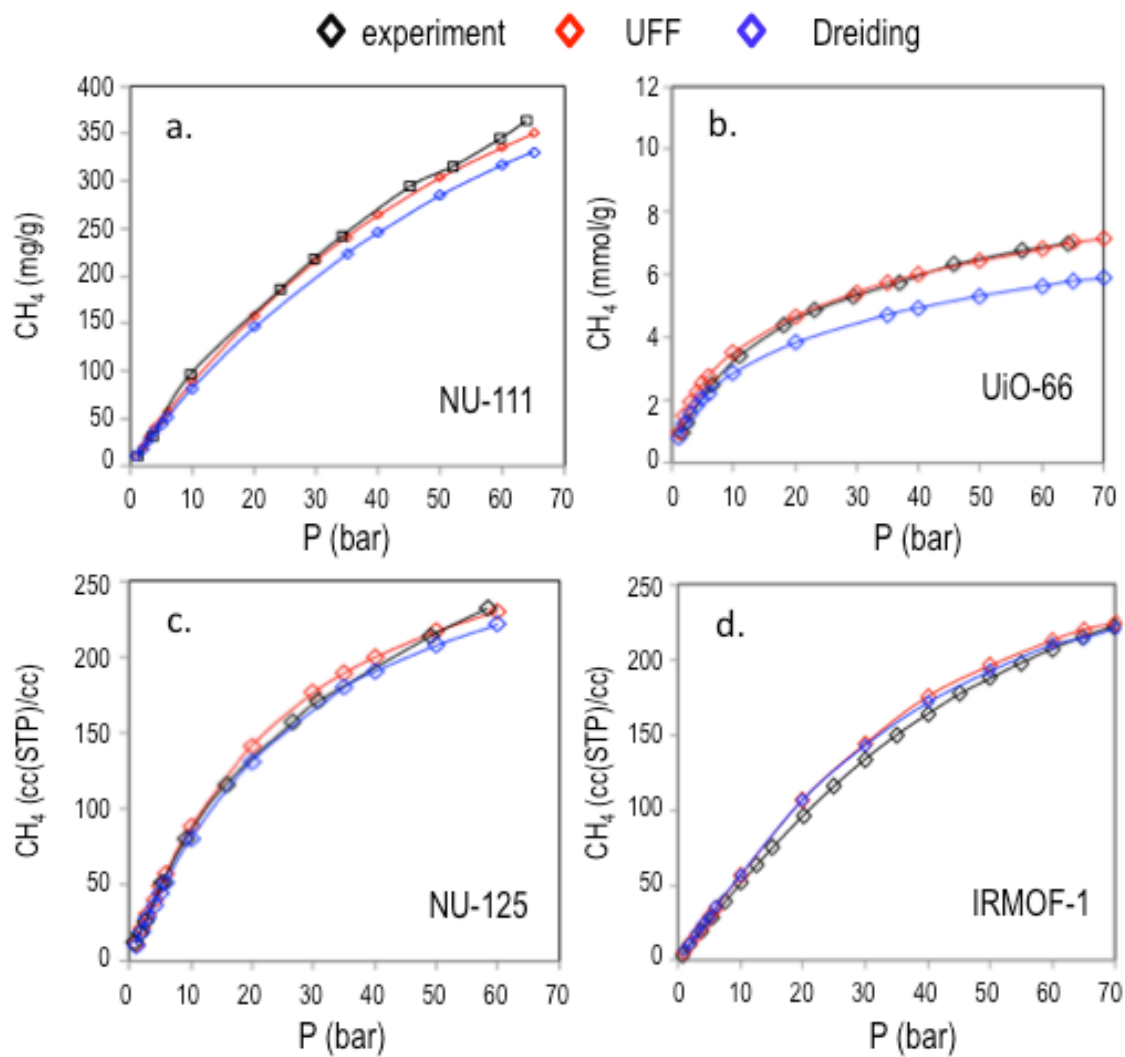 experiment UFF Dreiding
a.
400
350
300
250
200
150
100
50
0
CH₄ (mg/g)
NU-111
0 10 20 30 40 50 60 70
P (bar)
b.
12
10
8
6
4
2
0
CH₄ (mmol/g)
UiO-66
0 10 20 30 40 50 60 70
P (bar)
c.
250
200
150
100
50
0
CH₄ (cc(STP)/cc)
NU-125
0 10 20 30 40 50 60 70
P (bar)
d.
250
200
150
100
50
0
CH₄ (cc(STP)/cc)
IRMOF-1
0 10 20 30 40 50 60 70
P (bar)